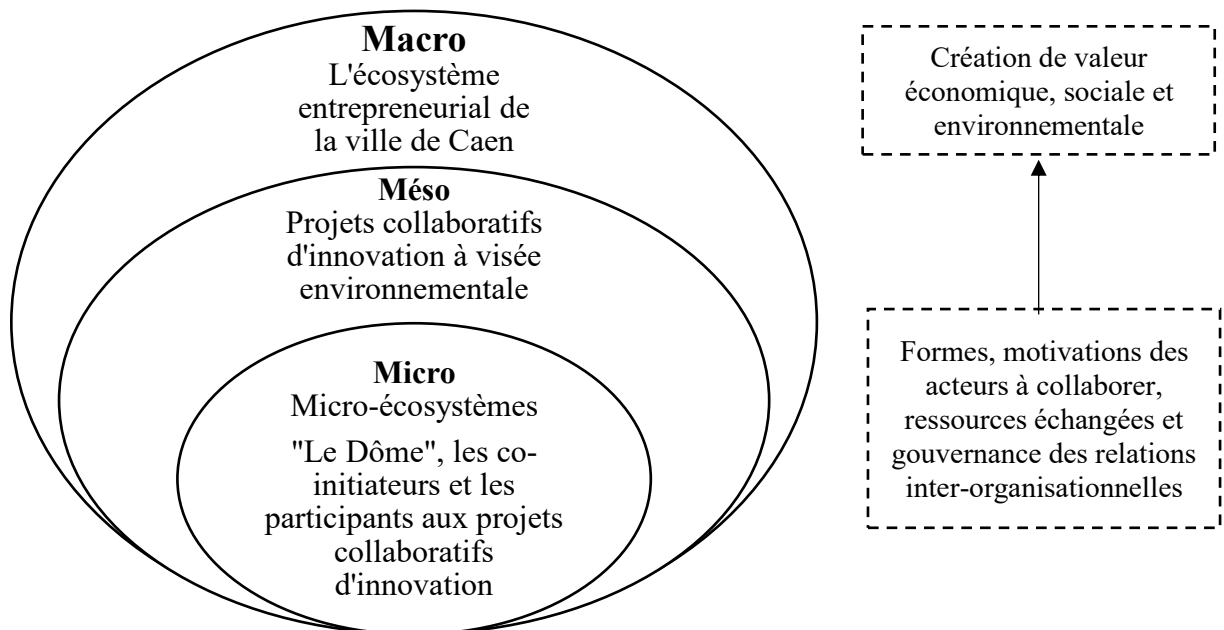 Macro
L'écosystème
entrepreneurial de
la ville de Caen
Méso
Projets collaboratifs
d'innovation à visée
environnementale
Micro
Micro-écosystèmes
"Le Dôme", les co-
initiateurs et les
participants aux projets
collaboratifs
d'innovation
Création de valeur
économique, sociale et
environnementale
Formes, motivations des
acteurs à collaborer,
ressources échangées et
gouvernance des relations
inter-organisationnelles